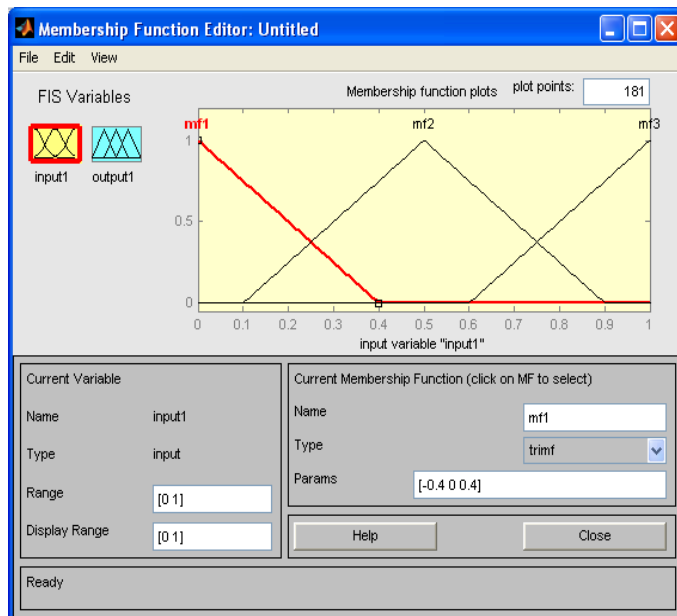 Membership Function Editor: Untitled
File Edit View
FIS Variables
Membership function plots plot points: 181
input1 output1
mf1 mf2 mf3
1
0.5
0
0 0.1 0.2 0.3 0.4 0.5 0.6 0.7 0.8 0.9 1
input variable "input1"
Current Variable
Name input1
Type input
Range [0 1]
Display Range [0 1]
Current Membership Function (click on MF to select)
Name mf1
Type trimf
Params [-0.4 0 0.4]
Help Close
Ready